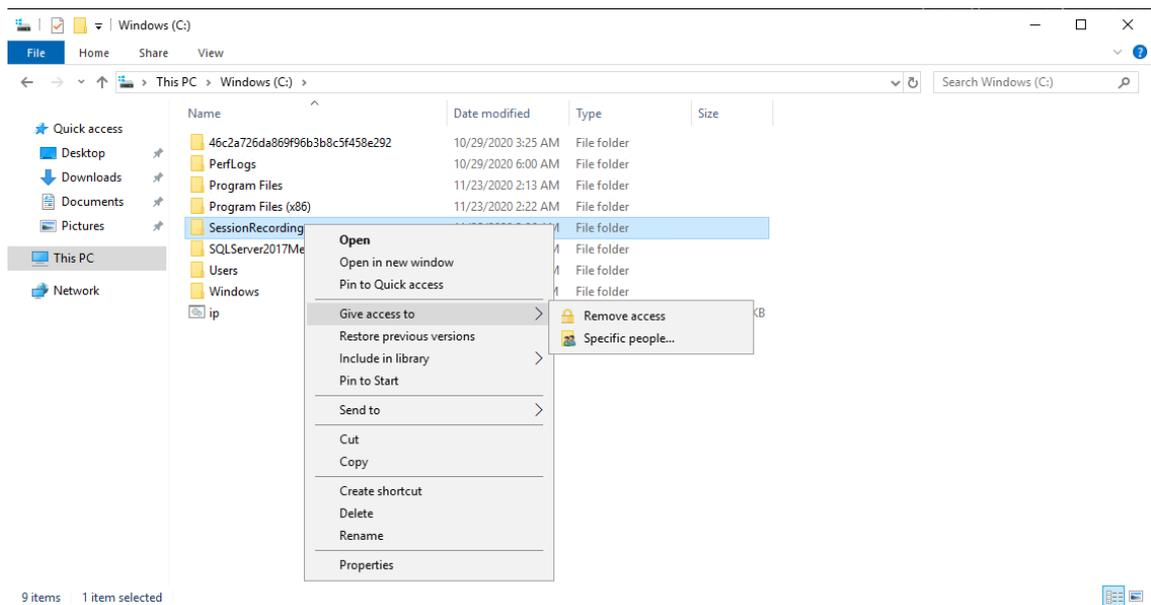 Windows (C:)
File Home Share View
This PC > Windows (C:) >
Search Windows (C:)
Name Date modified Type Size
Quick access
Desktop
Downloads
Documents
Pictures
This PC
Network
46c2a726da869f96b3b8c5f458e292 10/29/2020 3:25 AM File folder
PerfLogs 10/29/2020 6:00 AM File folder
Program Files 11/23/2020 2:13 AM File folder
Program Files (x86) 11/23/2020 2:22 AM File folder
SessionRecording File folder
File folder
Users File folder
Windows File folder
ip KB
Open
Open in new window
Pin to Quick access
Give access to
Restore previous versions
Include in library
Pin to Start
Send to
Cut
Copy
Create shortcut
Delete
Rename
Properties
Remove access
Specific people...
9 items 1 item selected